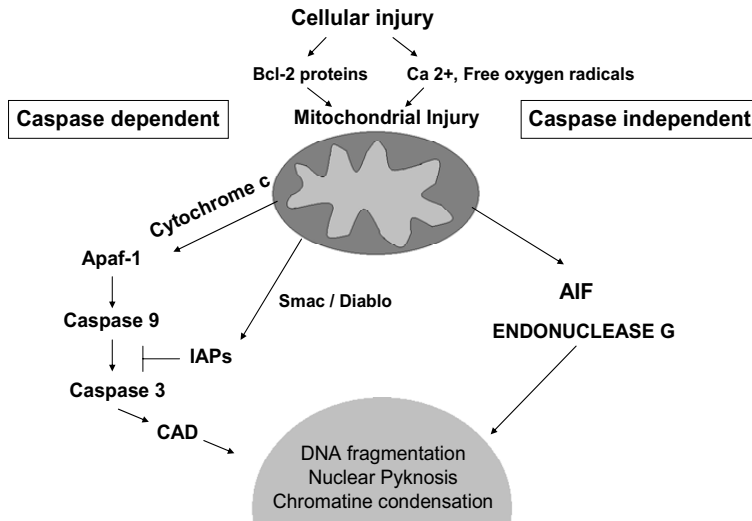 Cellular injury
Bcl-2 proteins
Ca 2+, Free oxygen radicals
Caspase dependent
Mitochondrial Injury
Caspase independent
Cytochrome c
Apaf-1
Smac / Diablo
AIF
Caspase 9
ENDONUCLEASE G
IAPs
Caspase 3
CAD
DNA fragmentation
Nuclear Pyknosis
Chromatine condensation